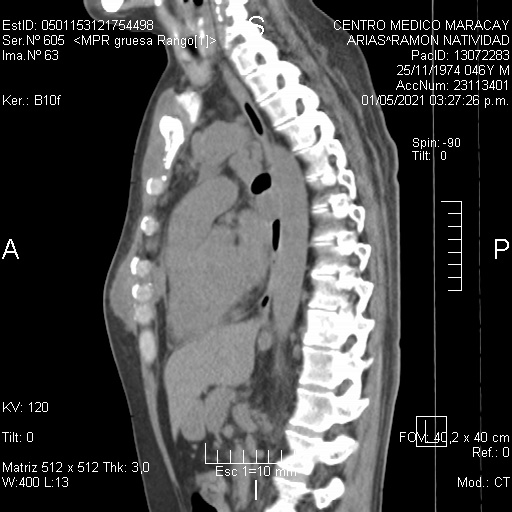 EstID: 0501153121754498
Ser.Nº 605 <MPR gruesa Rango[1]>
Ima.Nº 63
Ker.: B10f
S
CENTRO MEDICO MARACAY
ARIAS^RAMON NATIVIDAD
PacID: 13072283
25/11/1974 046Y M
AccNum: 23113401
01/05/2021 03:27:26 p.m.
Spin: -90
Tilt: 0
A
P
KV: 120
Tilt: 0
Matriz 512 x 512 Thk: 3,0
W:400 L:13
Esc 1=10 mm
I
FOM: 40,2 x 40 cm
Ref.: 0
Mod.: CT